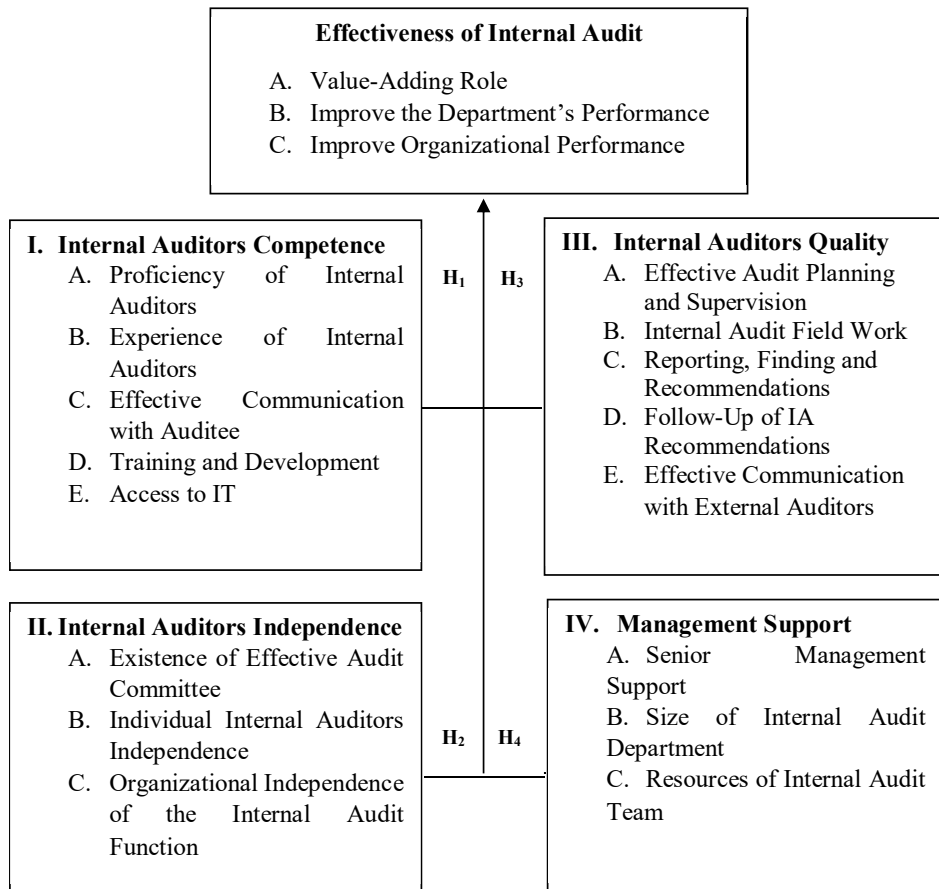 Effectiveness of Internal Audit
A. Value-Adding Role
B. Improve the Department’s Performance
C. Improve Organizational Performance
I. Internal Auditors Competence
A. Proficiency of Internal
Auditors
B. Experience of Internal
Auditors
C. Effective Communication
with Auditee
D. Training and Development
E. Access to IT
H₁ H₃
III. Internal Auditors Quality
A. Effective Audit Planning
and Supervision
B. Internal Audit Field Work
C. Reporting, Finding and
Recommendations
D. Follow-Up of IA
Recommendations
E. Effective Communication
with External Auditors
II. Internal Auditors Independence
A. Existence of Effective Audit
Committee
B. Individual Internal Auditors
Independence
C. Organizational Independence
of the Internal Audit
Function
H₂ H₄
IV. Management Support
A. Senior Management
Support
B. Size of Internal Audit
Department
C. Resources of Internal Audit
Team